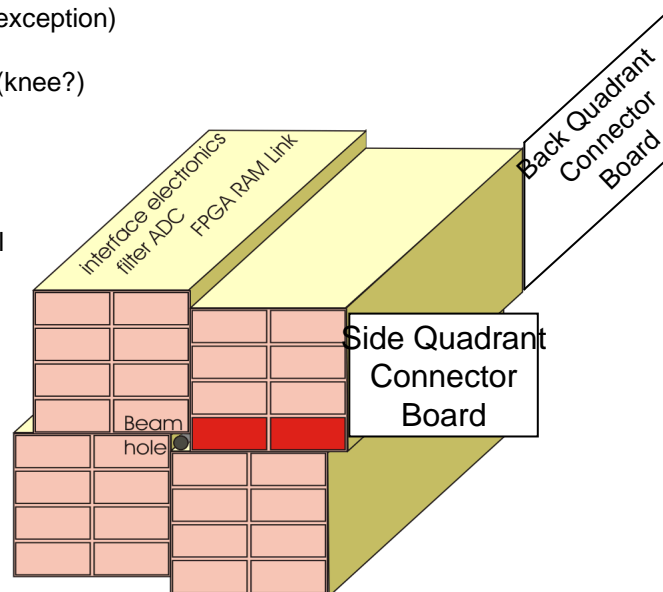 exception)
(knee?)
interface electronics
filter ADC
FPGA RAM Link
Back Quadrant
Connector
Board
Side Quadrant
Connector
Board
Beam
hole